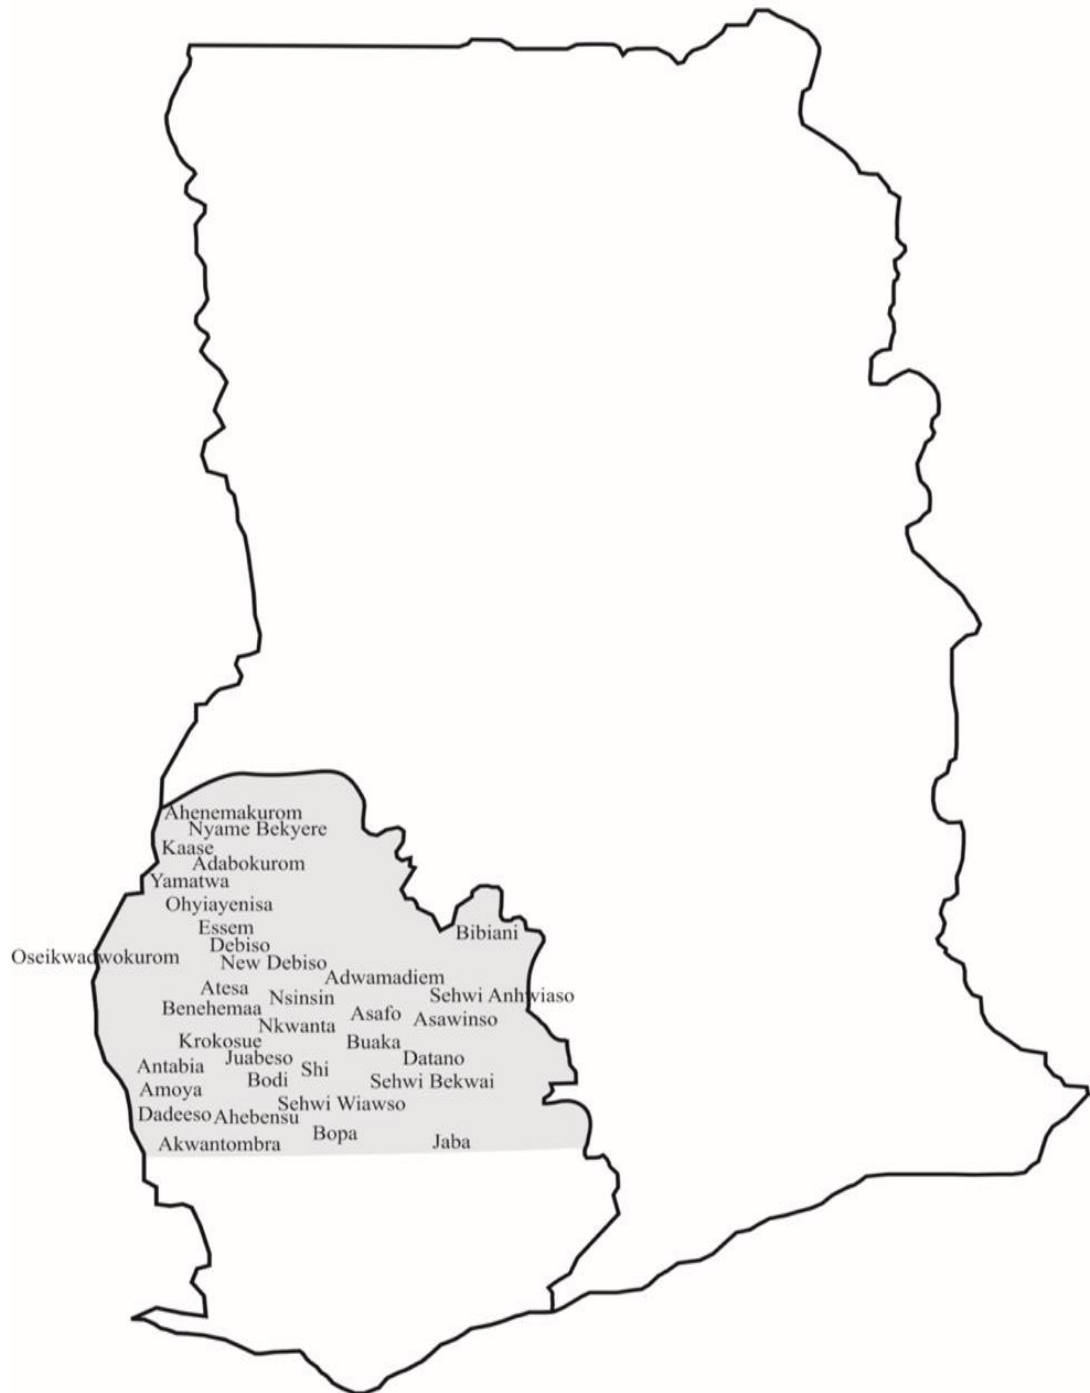 Ahenemakurom
Nyame Bekyere
Kaase
Adabokurom
Yamatwa
Ohyiayenisa
Essem
Bibiani
Debiso
Oseikwadwokurom
New Debiso
Adwamadiem
Atesa
Nsinsin
Sehwi Anhwiaso
Benehemaa
Asafo
Asawinso
Nkwanta
Krokosue
Buaka
Juabeso
Datano
Antabia
Shi
Bodi
Sehwi Bekwai
Amoya
Sehwi Wiawso
Dadeeso
Ahebensu
Bopa
Akwantombra
Jaba